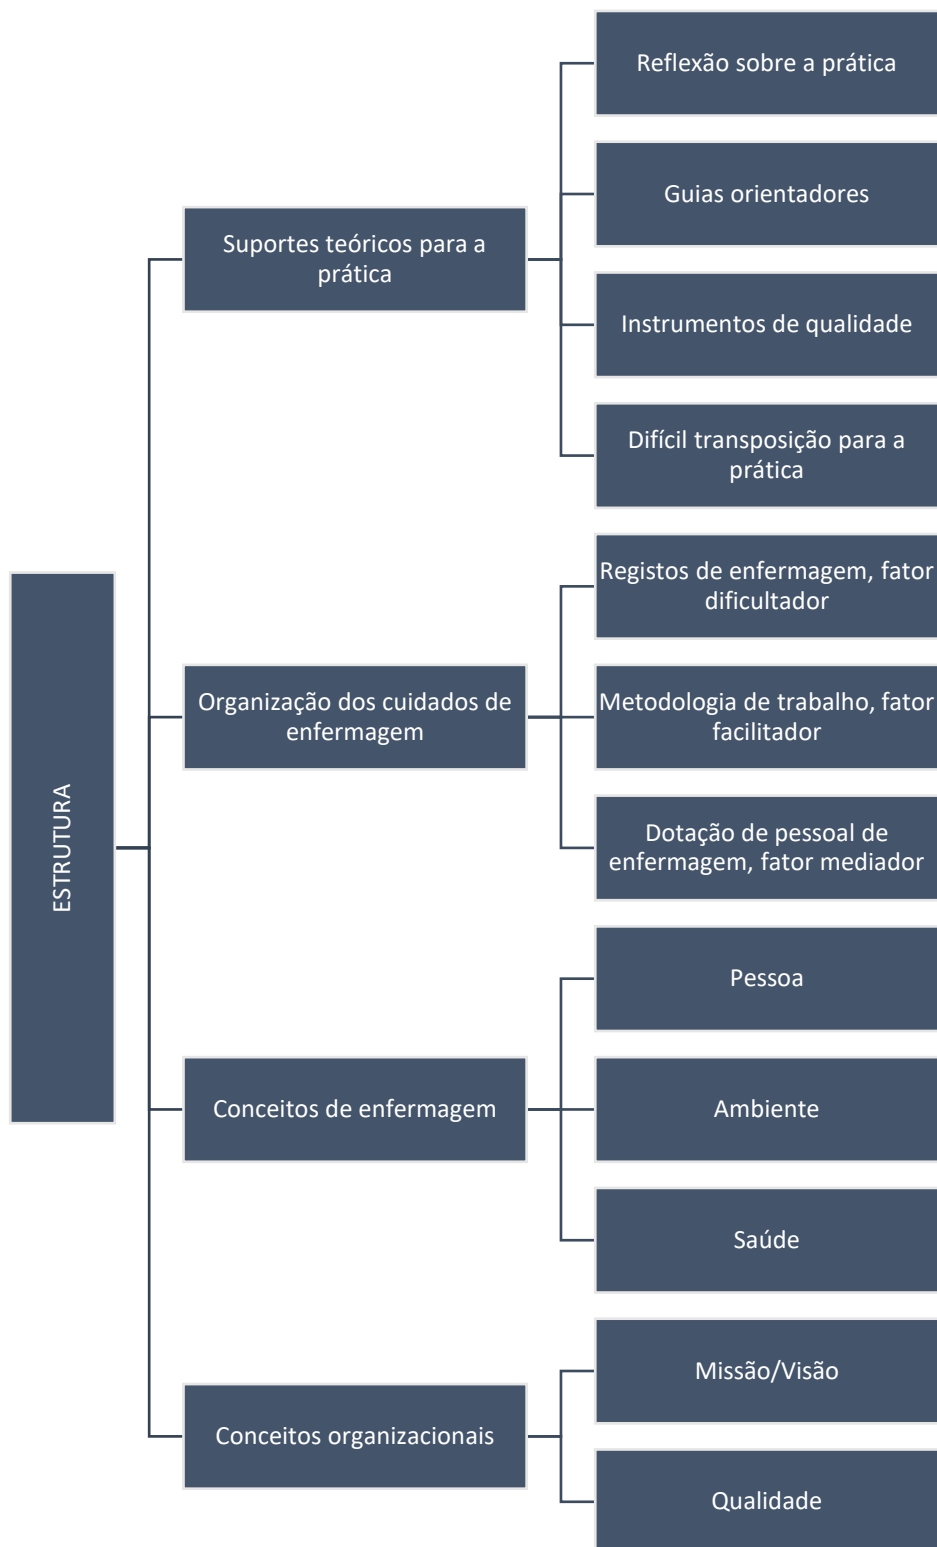 ESTRUTURA
Suportes teóricos para a
prática
Reflexão sobre a prática
Guias orientadores
Instrumentos de qualidade
Difícil transposição para a
prática
Organização dos cuidados de
enfermagem
Registos de enfermagem, fator
dificultador
Metodologia de trabalho, fator
facilitador
Dotação de pessoal de
enfermagem, fator mediador
Conceitos de enfermagem
Pessoa
Ambiente
Saúde
Conceitos organizacionais
Missão/Visão
Qualidade